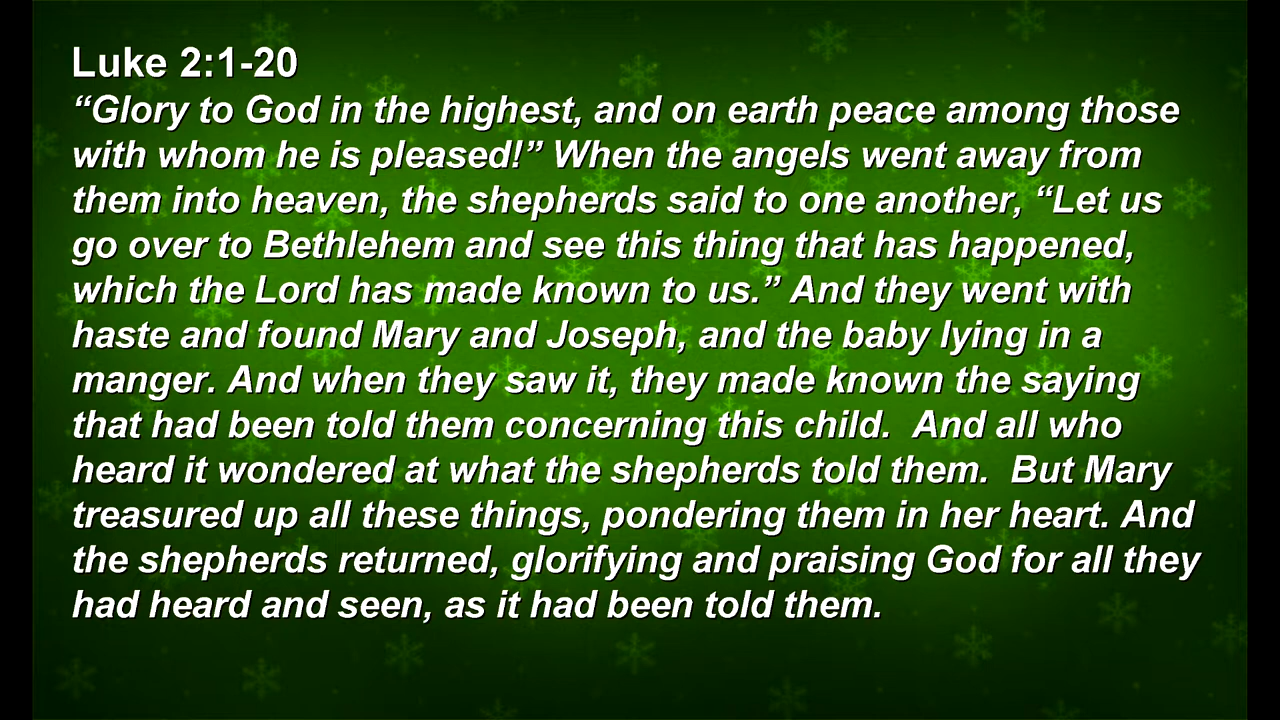 Luke 2:1-20
“Glory to God in the highest, and on earth peace among those
with whom he is pleased!” When the angels went away from
them into heaven, the shepherds said to one another, “Let us
go over to Bethlehem and see this thing that has happened,
which the Lord has made known to us.” And they went with
haste and found Mary and Joseph, and the baby lying in a
manger. And when they saw it, they made known the saying
that had been told them concerning this child.  And all who
heard it wondered at what the shepherds told them.  But Mary
treasured up all these things, pondering them in her heart. And
the shepherds returned, glorifying and praising God for all they
had heard and seen, as it had been told them.